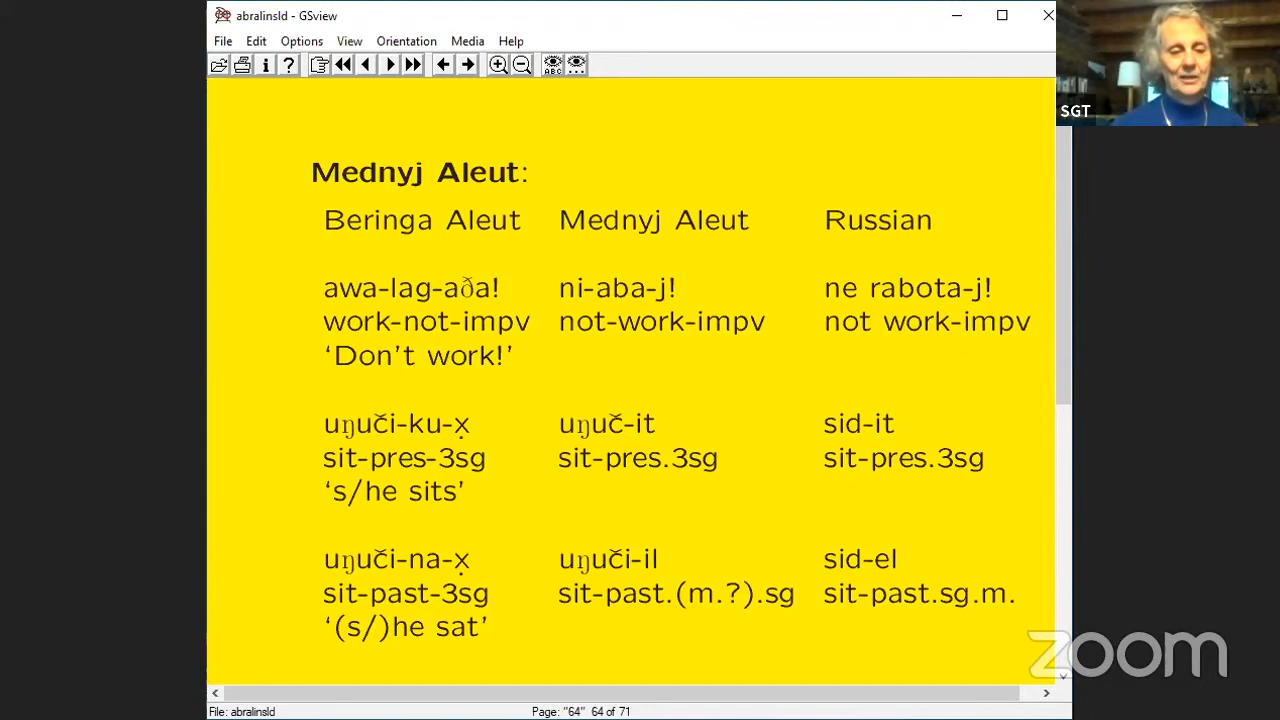 abralinsld - GSview
File Edit Options View Orientation Media Help
SGT
Mednyj Aleut:
Beringa Aleut Mednyj Aleut Russian
awa-lag-aða! ni-aba-j! ne rabota-j!
work-not-impv not-work-impv not work-impv
‘Don’t work!’
uŋuči-ku-x̣ uŋuč-it sid-it
sit-pres-3sg sit-pres.3sg sit-pres.3sg
‘s/he sits’
uŋuči-na-x̣ uŋuči-il sid-el
sit-past-3sg sit-past.(m.?).sg sit-past.sg.m.
‘(s/)he sat’
zoom
File: abralinsld Page: "64" 64 of 71